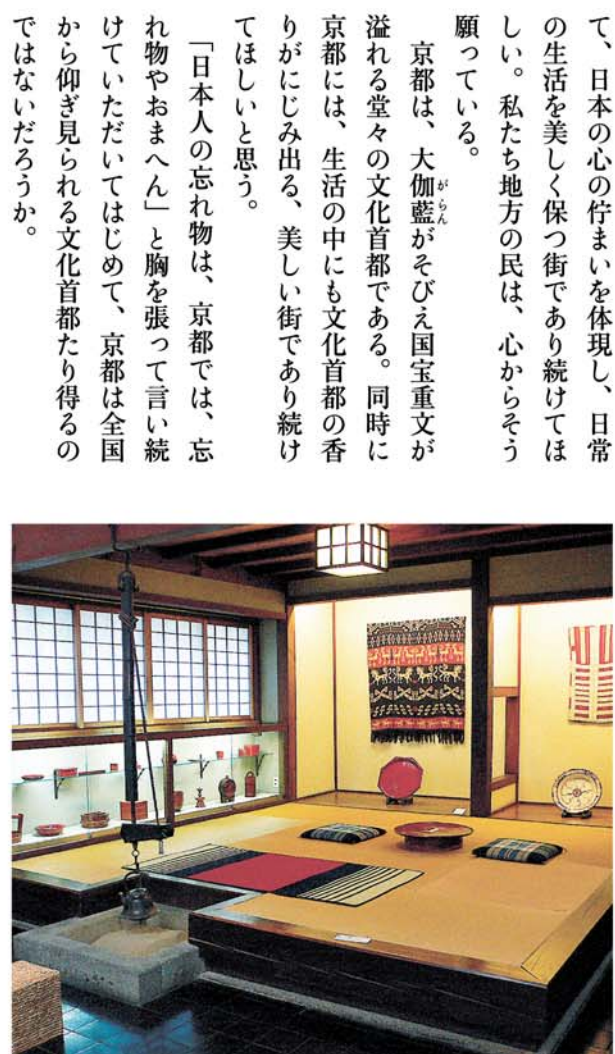 て、日本の心の佇まいを体現し、日常
の生活を美しく保つ街であり続けてほ
しい。私たち地方の民は、心からそう
願っている。
京都は、大伽藍がそびえ国宝重文が
がらん
溢れる堂々の文化首都である。同時に
京都には、生活の中にも文化首都の香
りがにじみ出る、美しい街であり続け
てほしいと思う。
「日本人の忘れ物は、京都では、忘
れ物やおまへん」と胸を張って言い続
けていただいてはじめて、京都は全国
から仰ぎ見られる文化首都たり得るの
ではないだろうか。